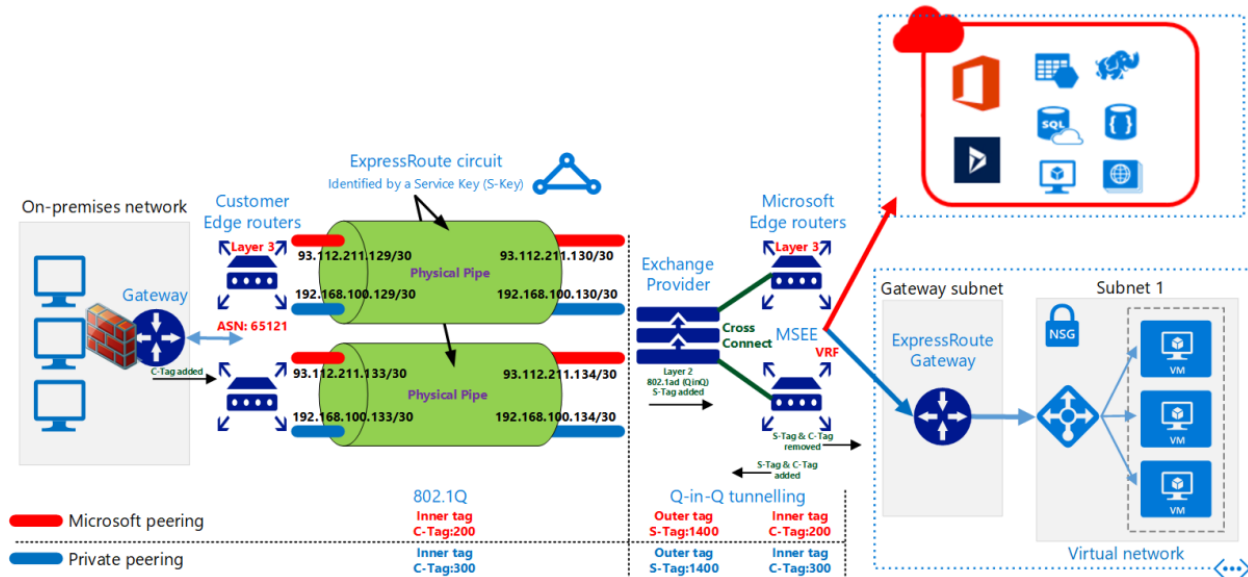 ExpressRoute circuit
Identified by a Service Key (S-Key)
On-premises network
Gateway
C-Tag added
Customer
Edge routers
Layer 3
ASN: 65121
93.112.211.129/30
93.112.211.130/30
Physical Pipe
192.168.100.129/30
192.168.100.130/30
93.112.211.133/30
93.112.211.134/30
Physical Pipe
192.168.100.133/30
192.168.100.134/30
Exchange
Provider
Cross
Connect
Layer 2
802.1ad (QinQ)
S-Tag added
Microsoft
Edge routers
Layer 3
MSEE
VRF
S-Tag & C-Tag
removed
S-Tag & C-Tag
added
SQL
Gateway subnet
ExpressRoute
Gateway
Subnet 1
NSG
VM
VM
VM
Virtual network
802.1Q
Q-in-Q tunnelling
Microsoft peering
Inner tag
C-Tag:200
Outer tag
S-Tag:1400
Inner tag
C-Tag:200
Private peering
Inner tag
C-Tag:300
Outer tag
S-Tag:1400
Inner tag
C-Tag:300